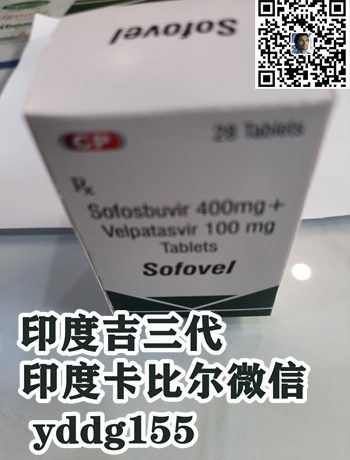 Sofovel
CP
28 Tablets
Rx
Sofosbuvir 400mg +
Velpatasvir 100 mg
Tablets
Sofovel
印度吉三代
印度卡比尔微信
yddg155